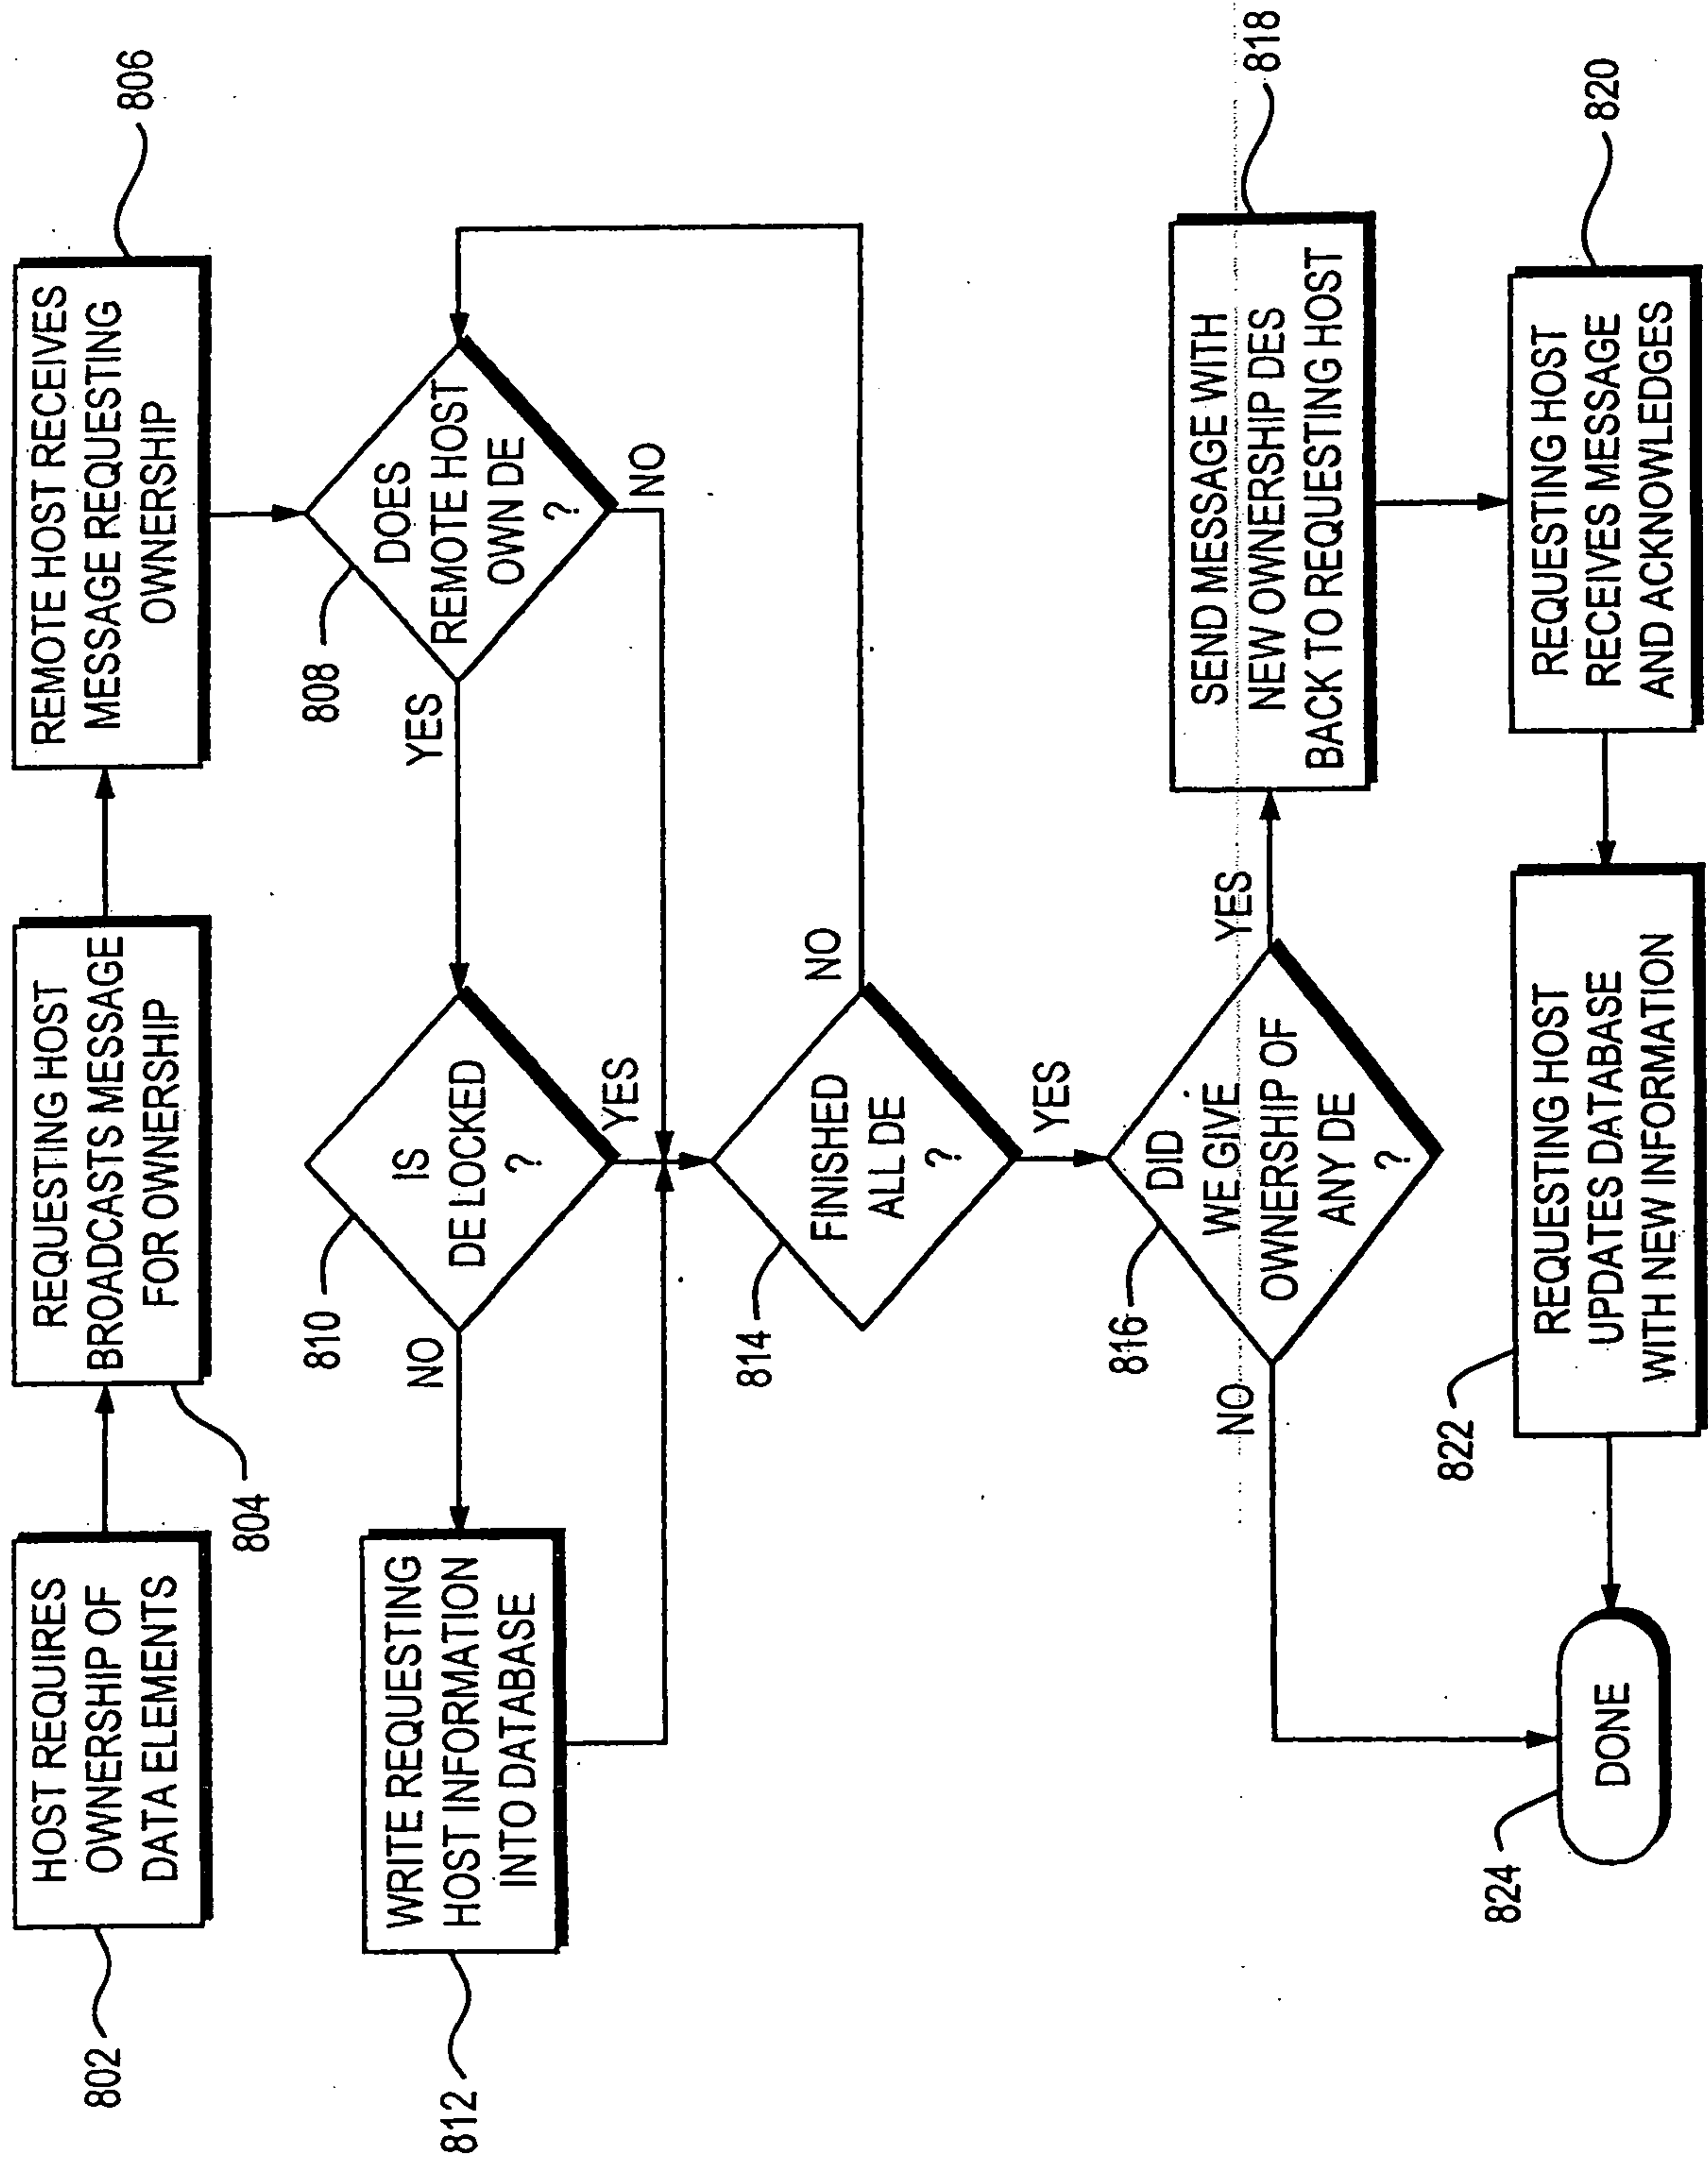 802
HOST REQUIRES
OWNERSHIP OF
DATA ELEMENTS
804
REQUESTING HOST
BROADCASTS MESSAGE
FOR OWNERSHIP
806
REMOTE HOST RECEIVES
MESSAGE REQUESTING
OWNERSHIP
808
DOES
REMOTE HOST
OWN DE
?
YES
NO
810
IS
DE LOCKED
?
NO
YES
812
WRITE REQUESTING
HOST INFORMATION
INTO DATABASE
814
FINISHED
ALL DE
?
NO
YES
816
DID
WE GIVE
OWNERSHIP OF
ANY DE
?
NO
YES
818
SEND MESSAGE WITH
NEW OWNERSHIP DES
BACK TO REQUESTING HOST
820
REQUESTING HOST
RECEIVES MESSAGE
AND ACKNOWLEDGES
822
REQUESTING HOST
UPDATES DATABASE
WITH NEW INFORMATION
824
DONE